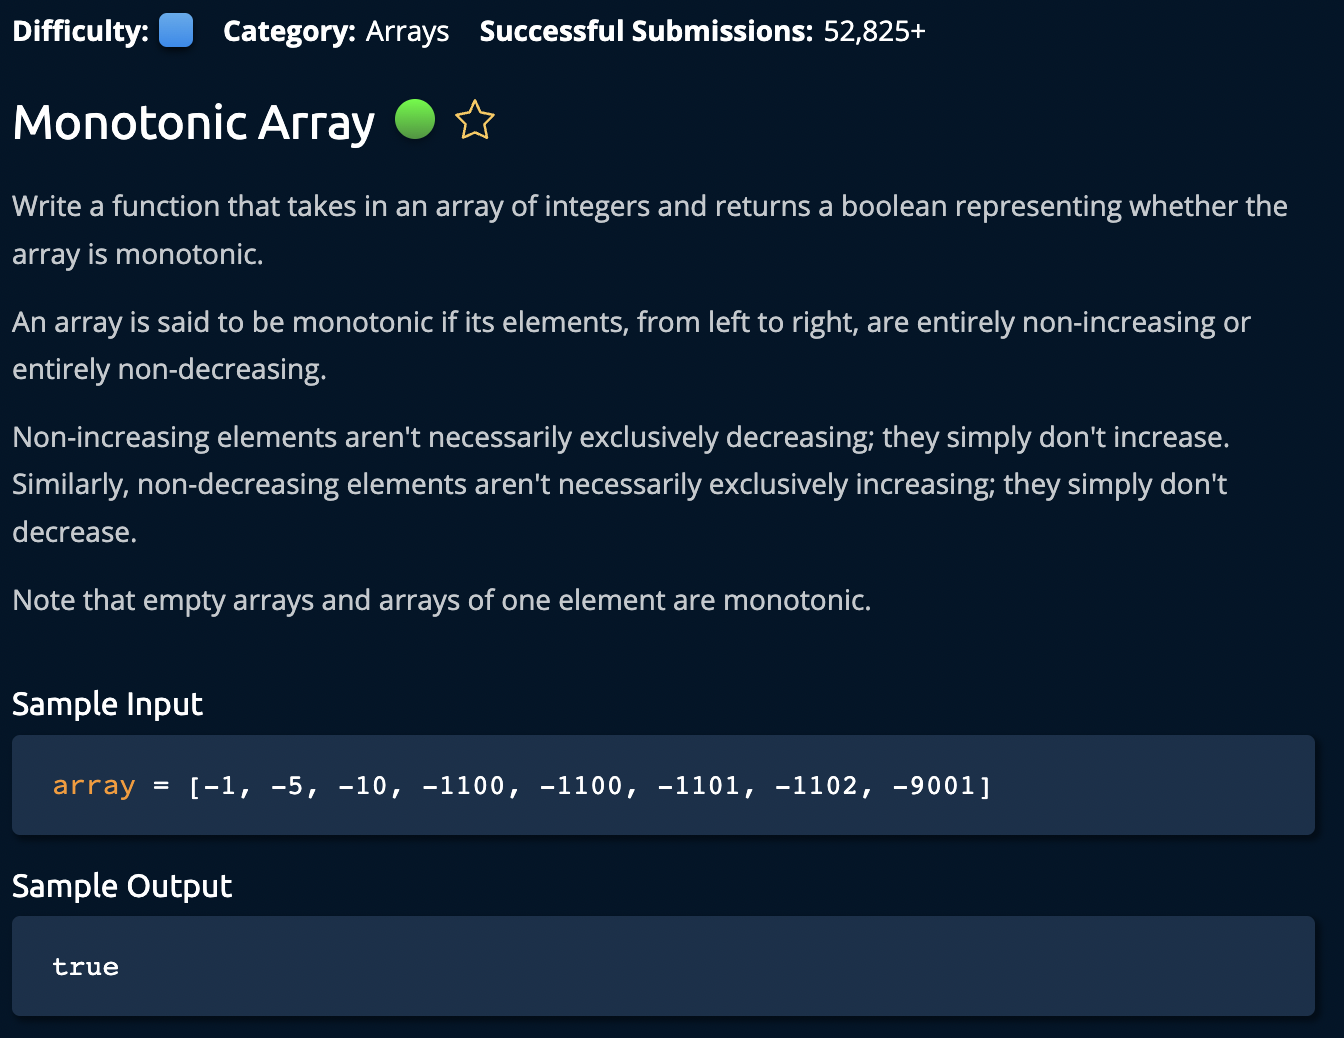 Difficulty: Category: Arrays Successful Submissions: 52,825+
Monotonic Array
Write a function that takes in an array of integers and returns a boolean representing whether the
array is monotonic.
An array is said to be monotonic if its elements, from left to right, are entirely non-increasing or
entirely non-decreasing.
Non-increasing elements aren't necessarily exclusively decreasing; they simply don't increase.
Similarly, non-decreasing elements aren't necessarily exclusively increasing; they simply don't
decrease.
Note that empty arrays and arrays of one element are monotonic.
Sample Input
array = [-1, -5, -10, -1100, -1100, -1101, -1102, -9001]
Sample Output
true